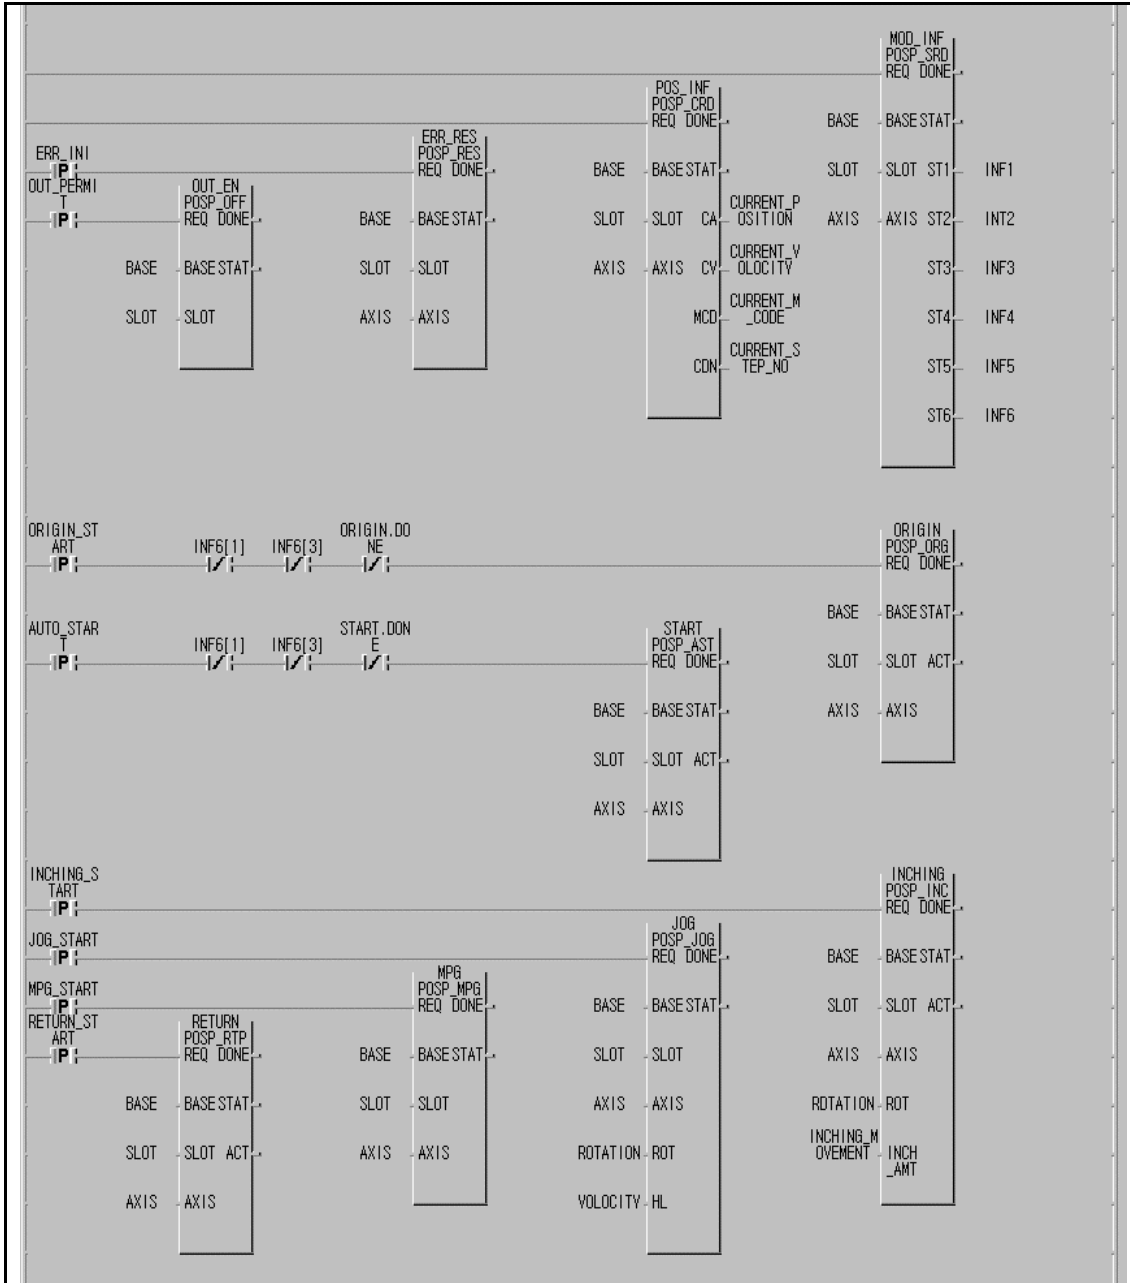 MOD_INF
POSP_SRD
REQ DONE
POS_INF
POSP_CRD
REQ DONE
BASE BASE STAT
ERR_RES
POSP_RES
REQ DONE
ERR_INI
P
BASE BASE STAT
SLOT SLOT ST1 INF1
OUT_PERMI
T
P
OUT_EN
POSP_OFF
REQ DONE
BASE BASE STAT
SLOT SLOT CA CURRENT_P
OSITION
AXIS AXIS ST2 INT2
BASE BASE STAT
SLOT SLOT
AXIS AXIS CV CURRENT_V
OLOCITY
ST3 INF3
SLOT SLOT
AXIS AXIS
MCD CURRENT_M
_CODE
ST4 INF4
CDN CURRENT_S
TEP_NO
ST5 INF5
ST6 INF6
ORIGIN_ST
ART
P
INF6[1]
INF6[3]
ORIGIN.DO
NE
ORIGIN
POSP_ORG
REQ DONE
BASE BASE STAT
AUTO_STAR
T
P
INF6[1]
INF6[3]
START.DON
E
START
POSP_AST
REQ DONE
SLOT SLOT ACT
BASE BASE STAT
AXIS AXIS
SLOT SLOT ACT
AXIS AXIS
INCHING_S
TART
P
INCHING
POSP_INC
REQ DONE
JOG_START
P
JOG
POSP_JOG
REQ DONE
BASE BASE STAT
MPG_START
P
MPG
POSP_MPG
REQ DONE
BASE BASE STAT
SLOT SLOT ACT
RETURN_ST
ART
P
RETURN
POSP_RTP
REQ DONE
BASE BASE STAT
SLOT SLOT
AXIS AXIS
BASE BASE STAT
SLOT SLOT
AXIS AXIS
ROTATION ROT
SLOT SLOT ACT
AXIS AXIS
ROTATION ROT
INCHING_M
OVEMENT INCH
_AMT
AXIS AXIS
VOLOCITY HL